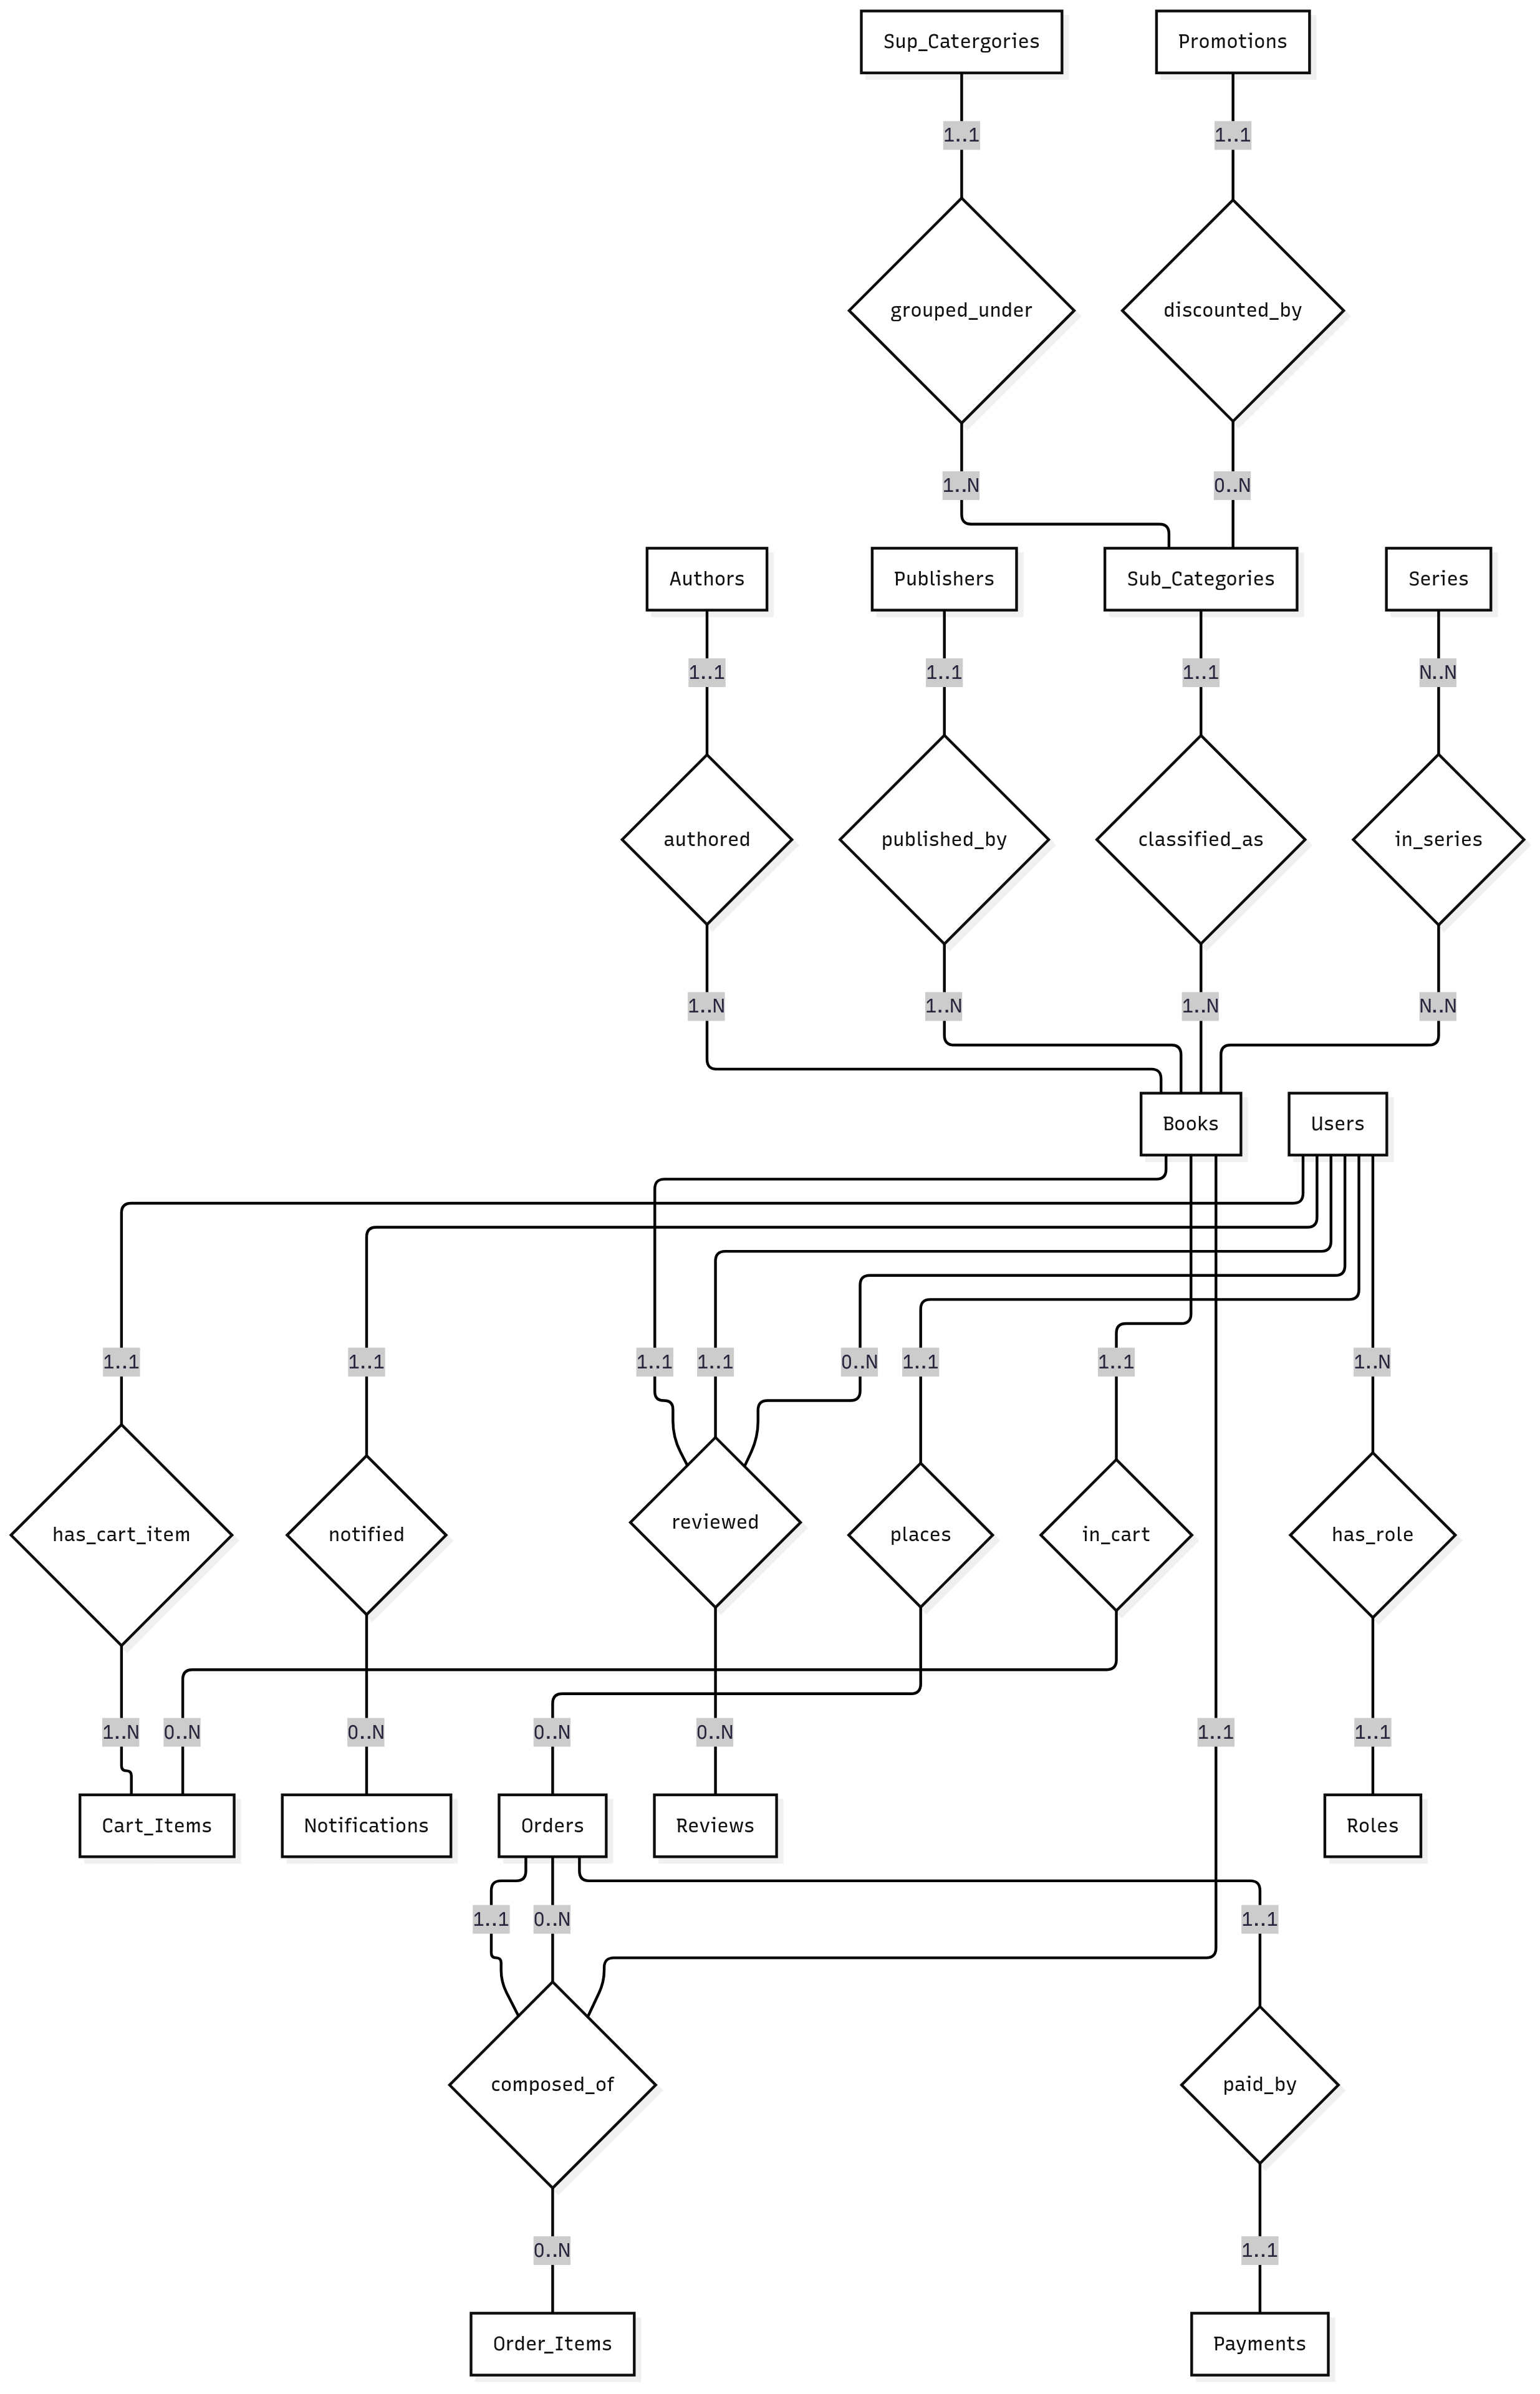 Sup_Catergories
Promotions
1..1
1..1
grouped_under
discounted_by
1..N
0..N
Authors
Publishers
Sub_Categories
Series
1..1
1..1
1..1
N..N
authored
published_by
classified_as
in_series
1..N
1..N
1..N
N..N
Books
Users
1..1
1..1
1..1
1..1
0..N
1..1
1..1
1..N
has_cart_item
notified
reviewed
places
in_cart
has_role
1..N
0..N
0..N
0..N
0..N
1..1
1..1
Cart_Items
Notifications
Orders
Reviews
Roles
1..1
0..N
1..1
composed_of
paid_by
0..N
1..1
Order_Items
Payments